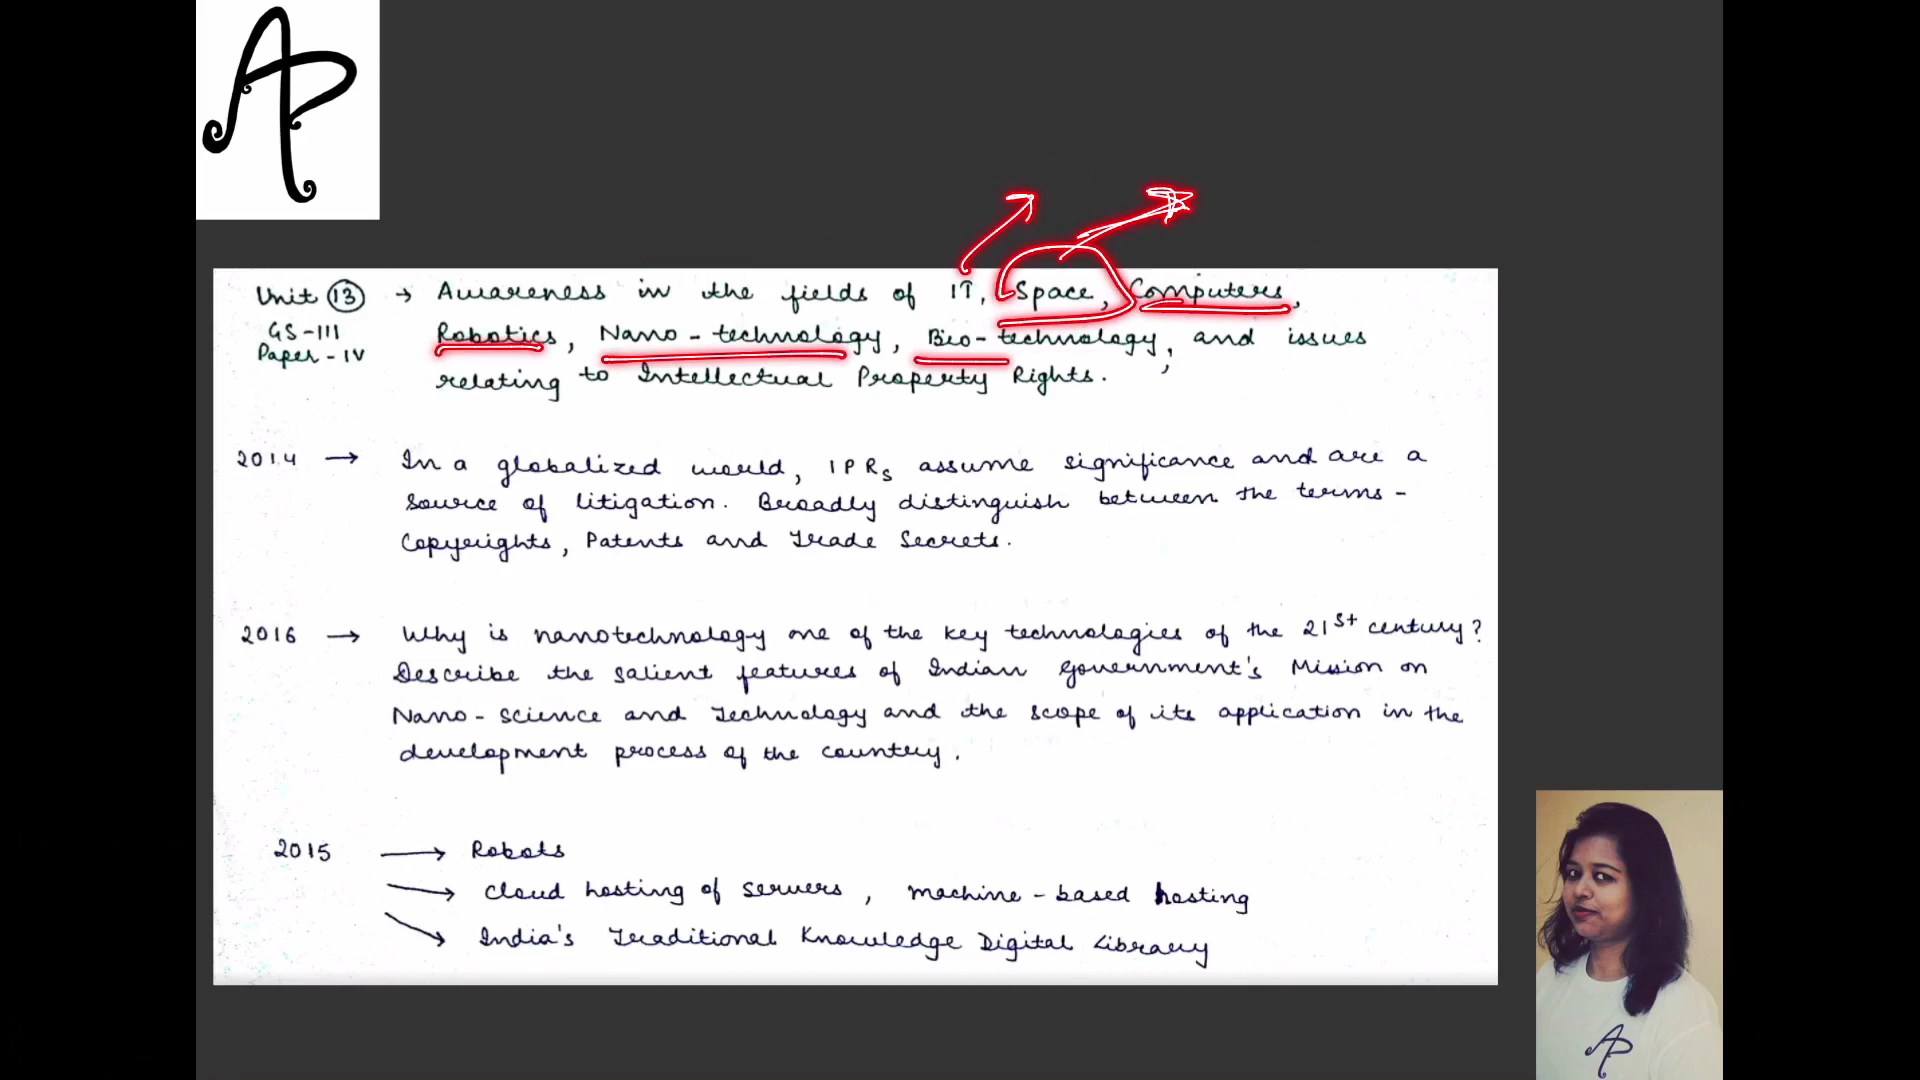 AP
Unit 13 → Awareness in the fields of IT, Space, Computers,
GS-III
Robotics, Nano-technology, Bio-technology, and issues
Paper-IV
relating to Intellectual Property Rights.
2014 → In a globalized world, IPRs assume significance and are a
source of litigation. Broadly distinguish between the terms -
Copyrights, Patents and Trade Secrets.
2016 → Why is nanotechnology one of the key technologies of the 21st century?
Describe the salient features of Indian Government's Mission on
Nano-science and Technology and the scope of its application in the
development process of the country.
2015 → Robots
→ Cloud hosting of servers, machine-based hosting
→ India's Traditional Knowledge Digital Library
AP